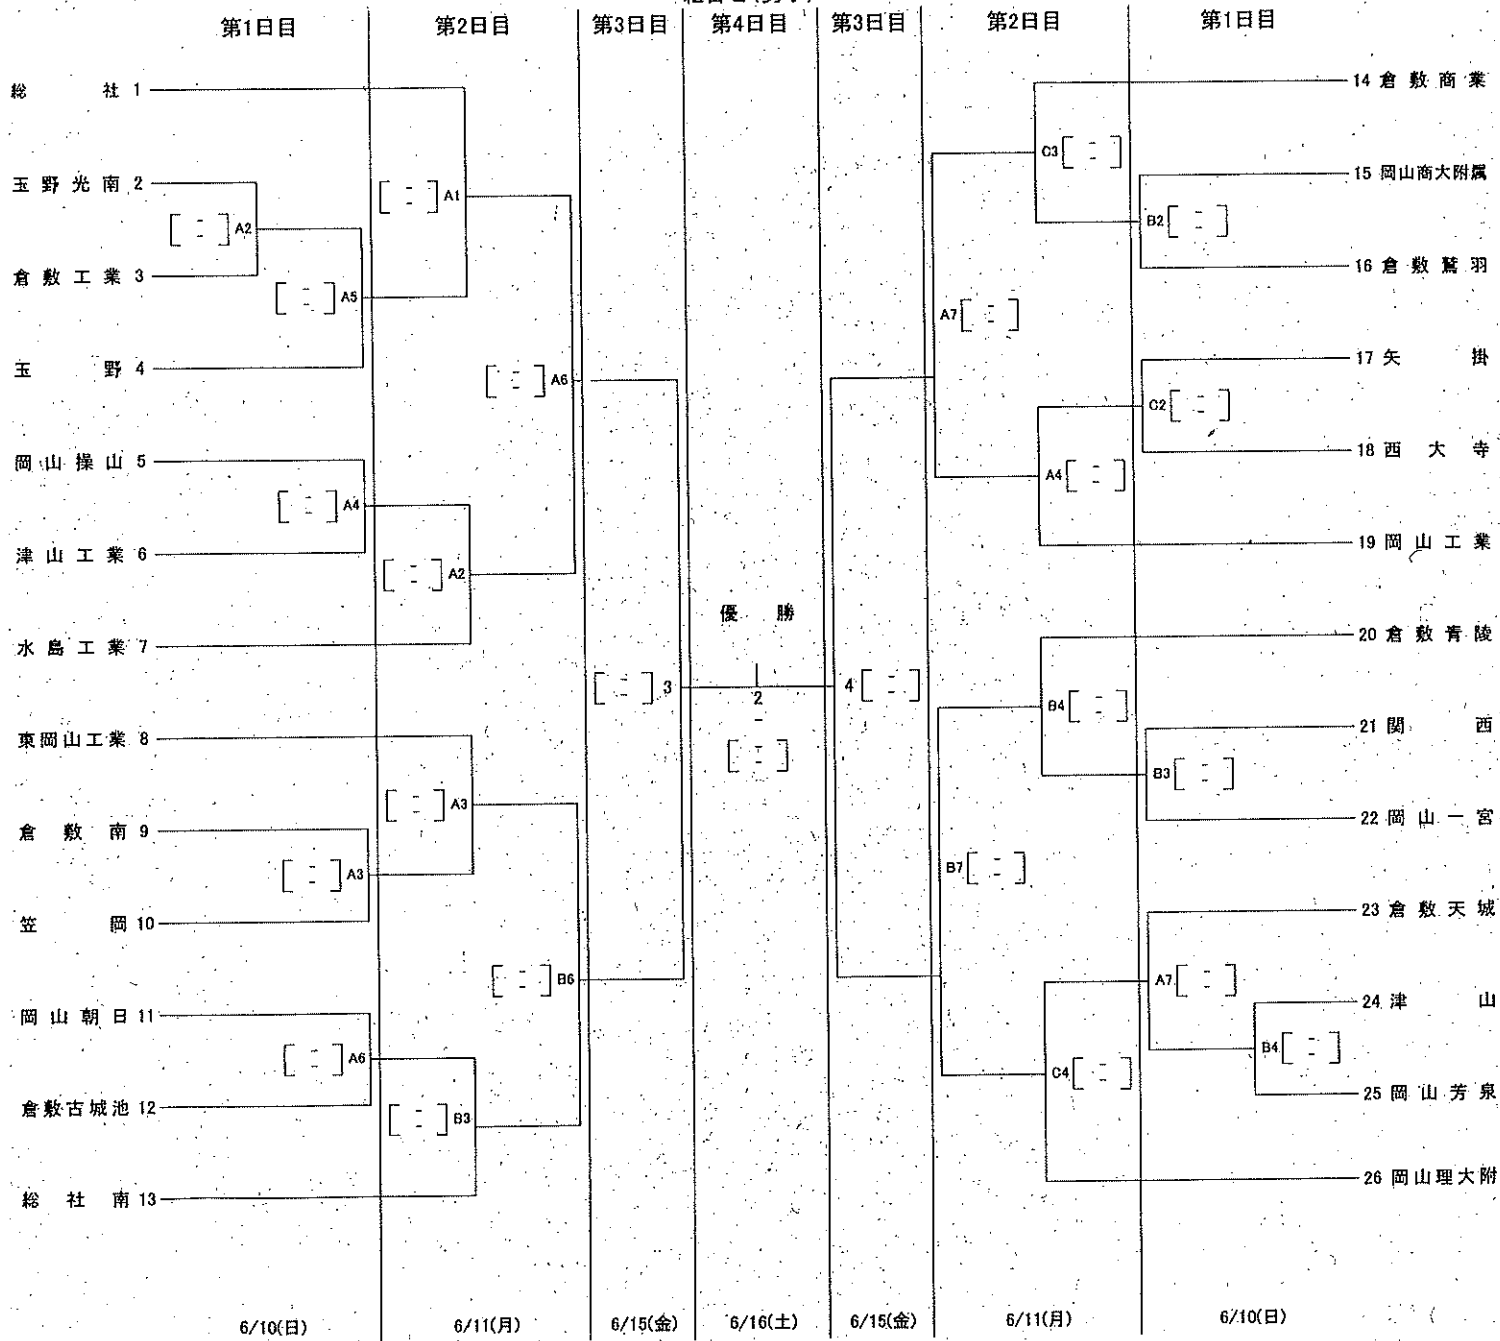 第1日目 第2日目 第3日目 第4日目 第3日目 第2日目 第1日目
総社 1
玉野光南 2
[ - - ] A2
倉敷工業 3
[ - - ] A5
玉野 4
[ - - ] A1
岡山操山 5
[ - - ] A4
津山工業 6
[ - - ] A2
水島工業 7
[ - - ] A6
東岡山工業 8
[ - - ] A3
倉敷南 9
[ - - ] A3
笠岡 10
岡山朝日 11
[ - - ] A6
倉敷古城池 12
[ - - ] B3
総社南 13
[ - - ] B6
[ - - ] 3
優勝
2
-
[ - - ]
4 [ - - ]
14 倉敷商業
C3 [ - - ]
15 岡山商大附属
B2 [ - - ]
16 倉敷鷲羽
A7 [ - - ]
17 矢掛
C2 [ - - ]
18 西大寺
A4 [ - - ]
19 岡山工業
20 倉敷青陵
B4 [ - - ]
21 関西
B3 [ - - ]
22 岡山一宮
B7 [ - - ]
23 倉敷天城
A7 [ - - ]
24 津山
B4 [ - - ]
25 岡山芳泉
C4 [ - - ]
26 岡山理大附
6/10(日) 6/11(月) 6/15(金) 6/16(土) 6/15(金) 6/11(月) 6/10(日)